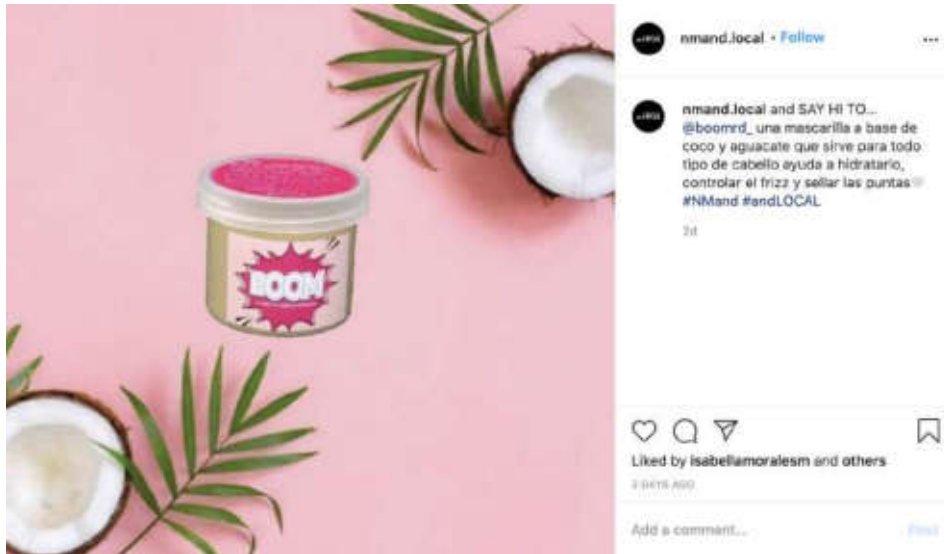 BOOM
nmand.local • Follow
nmand.local and SAY HI TO...
@boomrd_ una mascarilla a base de
coco y aguacate que sirve para todo
tipo de cabello ayuda a hidratarlo,
controlar el frizz y sellar las puntas🤍
#NMand #andLOCAL
2d
Liked by isabellamoralesm and others
2 DAYS AGO
Add a comment...
Post